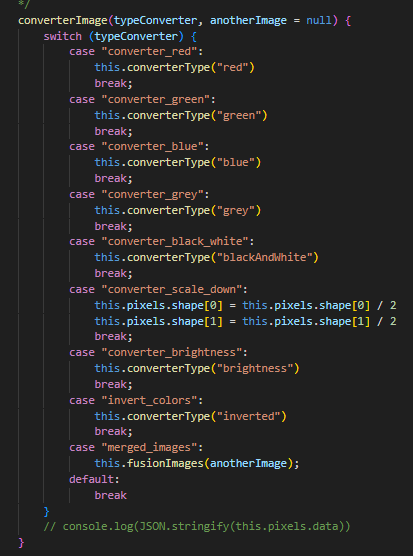 */
converterImage(typeConverter, anotherImage = null) {
switch (typeConverter) {
case "converter_red":
this.converterType("red")
break;
case "converter_green":
this.converterType("green")
break;
case "converter_blue":
this.converterType("blue")
break;
case "converter_grey":
this.converterType("grey")
break;
case "converter_black_white":
this.converterType("blackAndWhite")
break;
case "converter_scale_down":
this.pixels.shape[0] = this.pixels.shape[0] / 2
this.pixels.shape[1] = this.pixels.shape[1] / 2
break;
case "converter_brightness":
this.converterType("brightness")
break;
case "invert_colors":
this.converterType("inverted")
break;
case "merged_images":
this.fusionImages(anotherImage);
default:
break
}
// console.log(JSON.stringify(this.pixels.data))
}